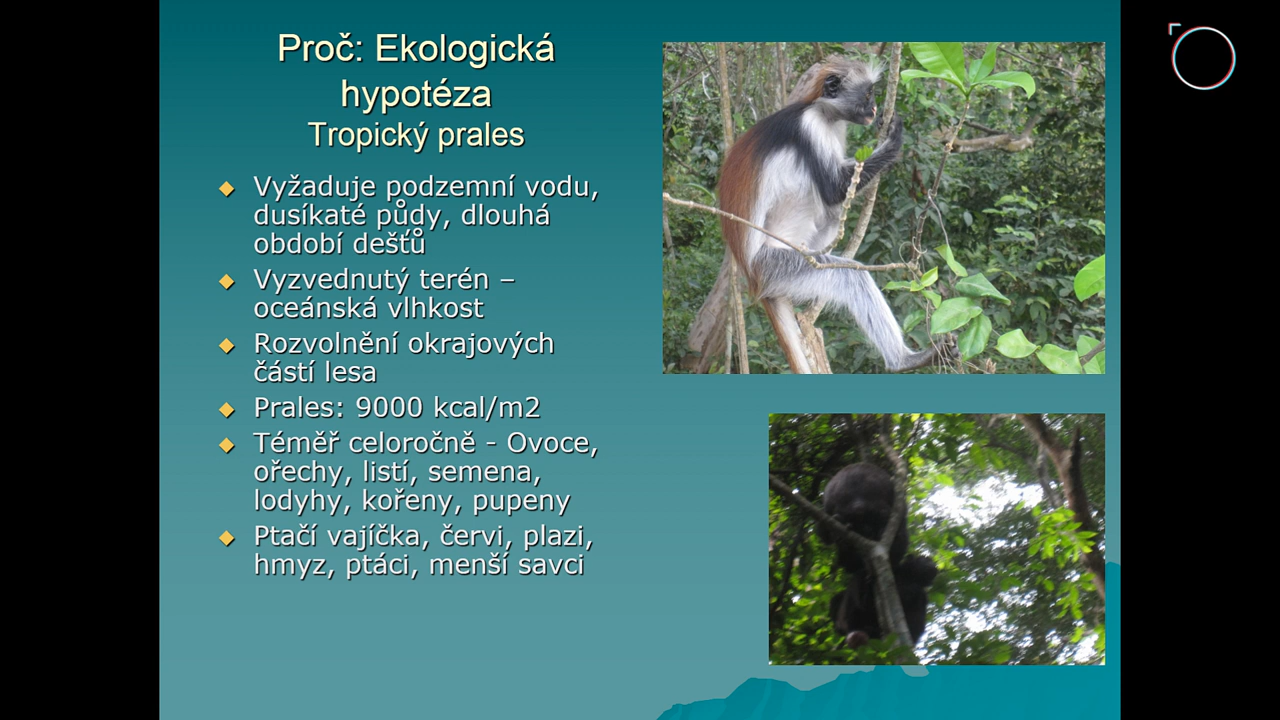 Proč: Ekologická
hypotéza
Tropický prales
Vyžaduje podzemní vodu,
dusíkaté půdy, dlouhá
období dešťů
Vyzvednutý terén –
oceánská vlhkost
Rozvolnění okrajových
částí lesa
Prales: 9000 kcal/m2
Téměř celoročně - Ovoce,
ořechy, listí, semena,
lodyhy, kořeny, pupeny
Ptačí vajíčka, červi, plazi,
hmyz, ptáci, menší savci